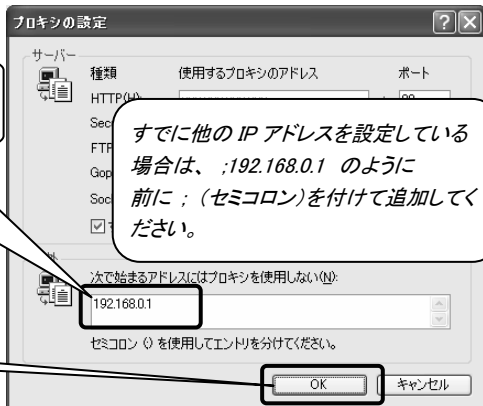 プロキシの設定
サーバー
種類 使用するプロキシのアドレス ポート
HTTP(H):
Sec
FTP
Gop
Soc
すでに他の IP アドレスを設定している
場合は、 ;192.168.0.1 のように
前に ; (セミコロン)を付けて追加してく
ださい。
次で始まるアドレスにはプロキシを使用しない(N):
192.168.0.1
セミコロン (;) を使用してエントリを分けてください。
OK キャンセル